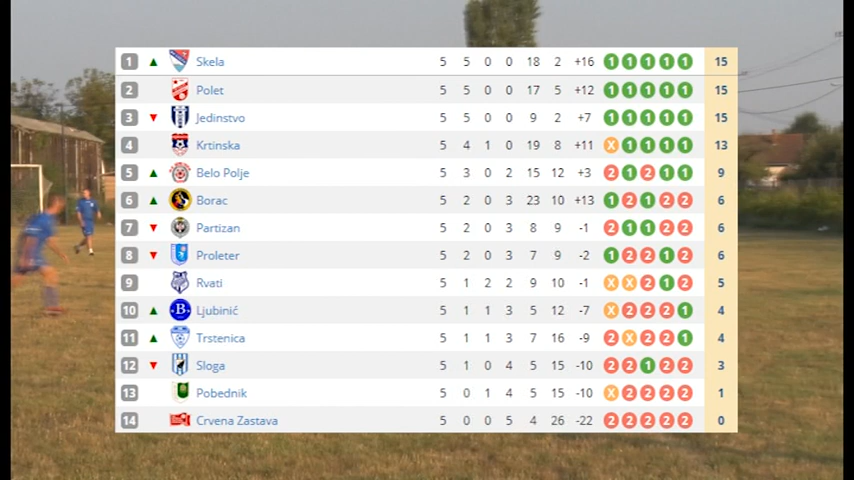 1 Skela 5 5 0 0 18 2 +16 1 1 1 1 1 15
2 Polet 5 5 0 0 17 5 +12 1 1 1 1 1 15
3 Jedinstvo 5 5 0 0 9 2 +7 1 1 1 1 1 15
4 Krtinska 5 4 1 0 19 8 +11 X 1 1 1 1 13
5 Belo Polje 5 3 0 2 15 12 +3 2 1 2 1 1 9
6 Borac 5 2 0 3 23 10 +13 1 2 1 2 2 6
7 Partizan 5 2 0 3 8 9 -1 2 1 1 2 2 6
8 Proleter 5 2 0 3 7 9 -2 1 2 2 1 2 6
9 Rvati 5 1 2 2 9 10 -1 X X 2 1 2 5
10 Ljubinić 5 1 1 3 5 12 -7 X 2 2 2 1 4
11 Trstenica 5 1 1 3 7 16 -9 2 X 2 2 1 4
12 Sloga 5 1 0 4 5 15 -10 2 2 1 2 2 3
13 Pobednik 5 0 1 4 5 15 -10 X 2 2 2 2 1
14 Crvena Zastava 5 0 0 5 4 26 -22 2 2 2 2 2 0